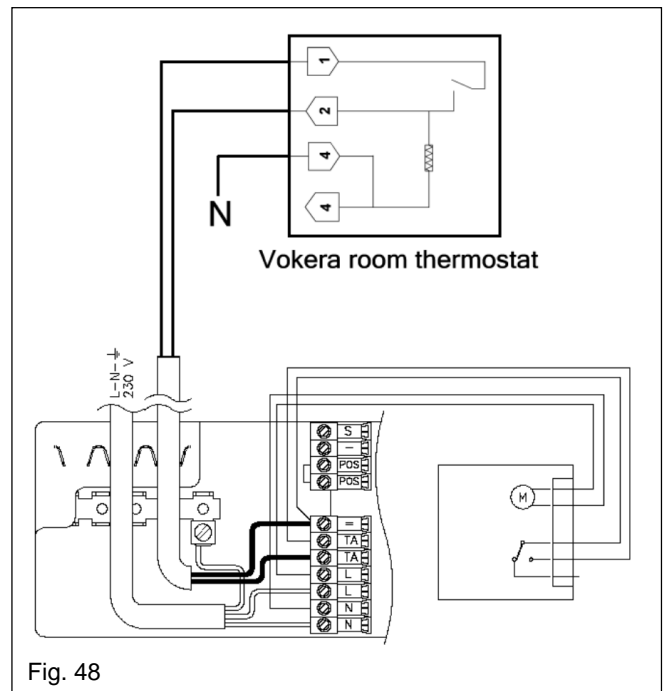 1
2
4
N
4
Vokera room thermostat
L-N-⏚
230 V
S
-
POS
POS
M
=
TA
TA
L
L
N
N
Fig. 48